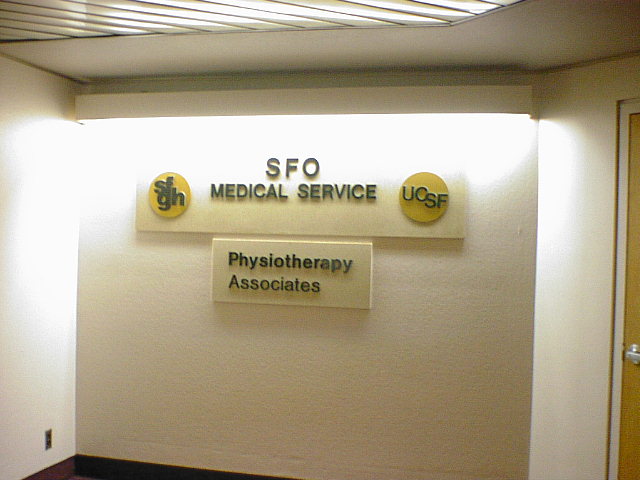 SFO
MEDICAL SERVICE
sf
gh
UCSF
Physiotherapy
Associates